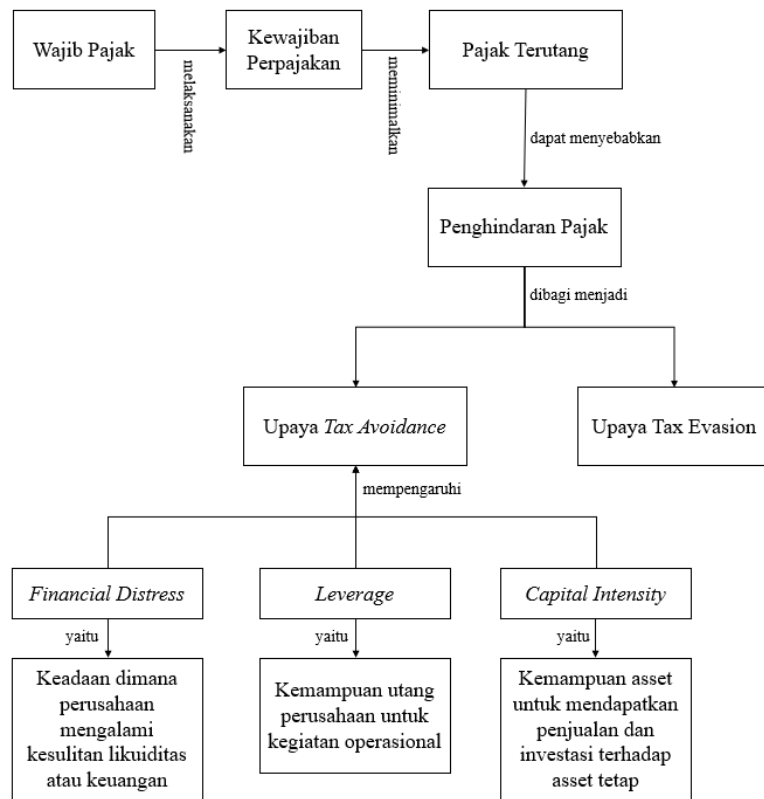 Wajib Pajak
melaksanakan
Kewajiban
Perpajakan
meminimalkan
Pajak Terutang
dapat menyebabkan
Penghindaran Pajak
dibagi menjadi
Upaya Tax Avoidance
Upaya Tax Evasion
mempengaruhi
Financial Distress
Leverage
Capital Intensity
yaitu
yaitu
yaitu
Keadaan dimana
perusahaan
mengalami
kesulitan likuiditas
atau keuangan
Kemampuan utang
perusahaan untuk
kegiatan operasional
Kemampuan asset
untuk mendapatkan
penjualan dan
investasi terhadap
asset tetap